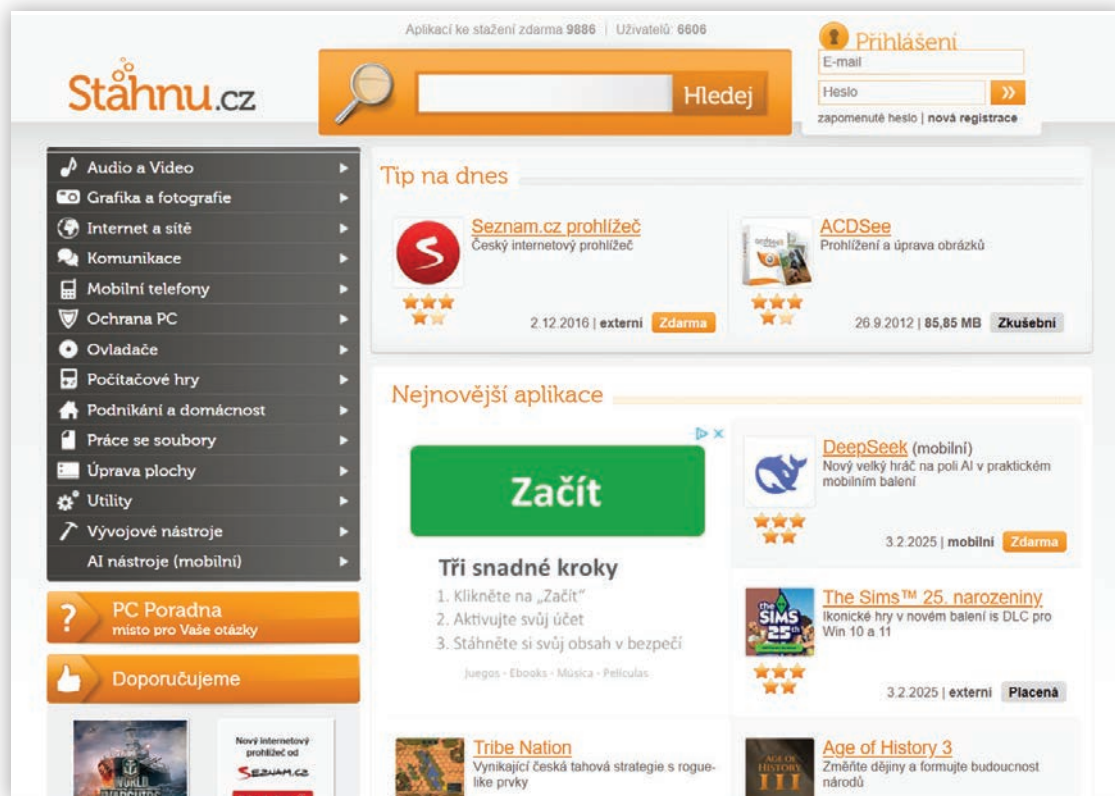 Aplikací ke stažení zdarma 9886 | Uživatelů: 6606
Stáhnu.cz
Hledej
Přihlášení
E-mail
Heslo
zapomenuté heslo | nová registrace
Audio a Video
Grafika a fotografie
Internet a sítě
Komunikace
Mobilní telefony
Ochrana PC
Ovladače
Počítačové hry
Podnikání a domácnost
Práce se soubory
Úprava plochy
Utility
Vývojové nástroje
AI nástroje (mobilní)
PC Poradna
místo pro Vaše otázky
Doporučujeme
WORLD
Nový internetový
prohlížeč od
SEZNAM.CZ
Tip na dnes
Seznam.cz prohlížeč
Český internetový prohlížeč
2.12.2016 | externí Zdarma
ACDSee
Prohlížení a úprava obrázků
26.9.2012 | 85,85 MB Zkušební
Nejnovější aplikace
Začít
Tři snadné kroky
1. Klikněte na „Začít"
2. Aktivujte svůj účet
3. Stáhněte si svůj obsah v bezpečí
Juegos - Ebooks - Música - Películas
DeepSeek (mobilní)
Nový velký hráč na poli AI v praktickém
mobilním balení
3.2.2025 | mobilní Zdarma
the
SIMS
25th
The Sims™ 25. narozeniny
Ikonické hry v novém balení is DLC pro
Win 10 a 11
3.2.2025 | externí Placená
Tribe Nation
Vynikající česká tahová strategie s rogue-
like prvky
AGE OF
HISTORY
III
Age of History 3
Změňte dějiny a formujte budoucnost
národů